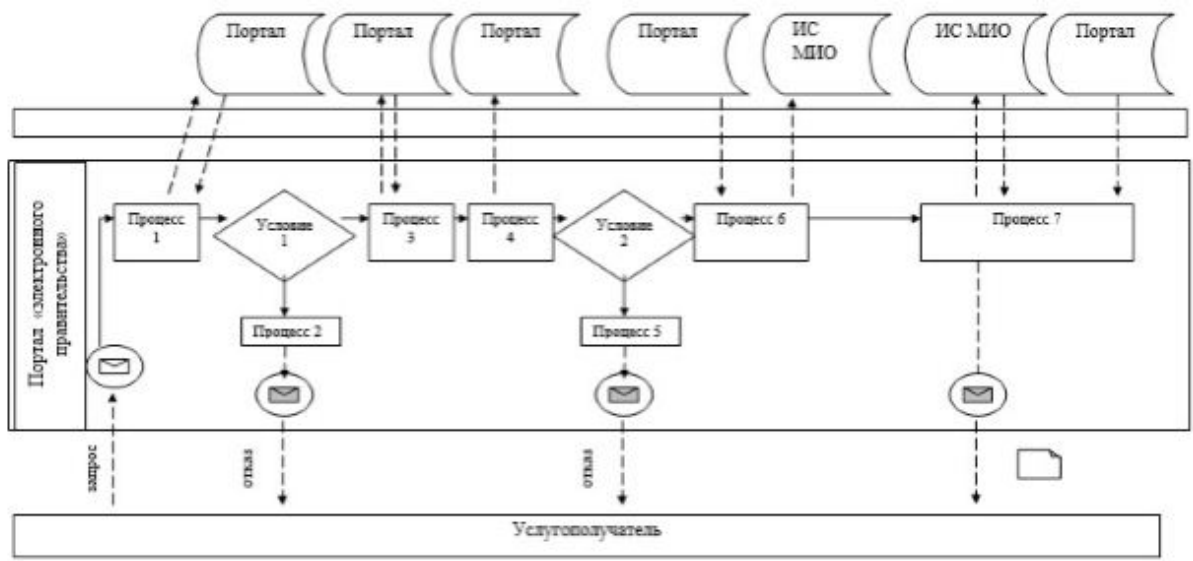 Портал
Портал
Портал
Портал
ИС
МИО
ИС МИО
Портал
Портал «электронного
правительства»
Процесс
1
Условие
1
Процесс
3
Процесс
4
Условие
2
Процесс 6
Процесс 7
Процесс 2
Процесс 5
запрос
отказ
отказ
Услугополучатель